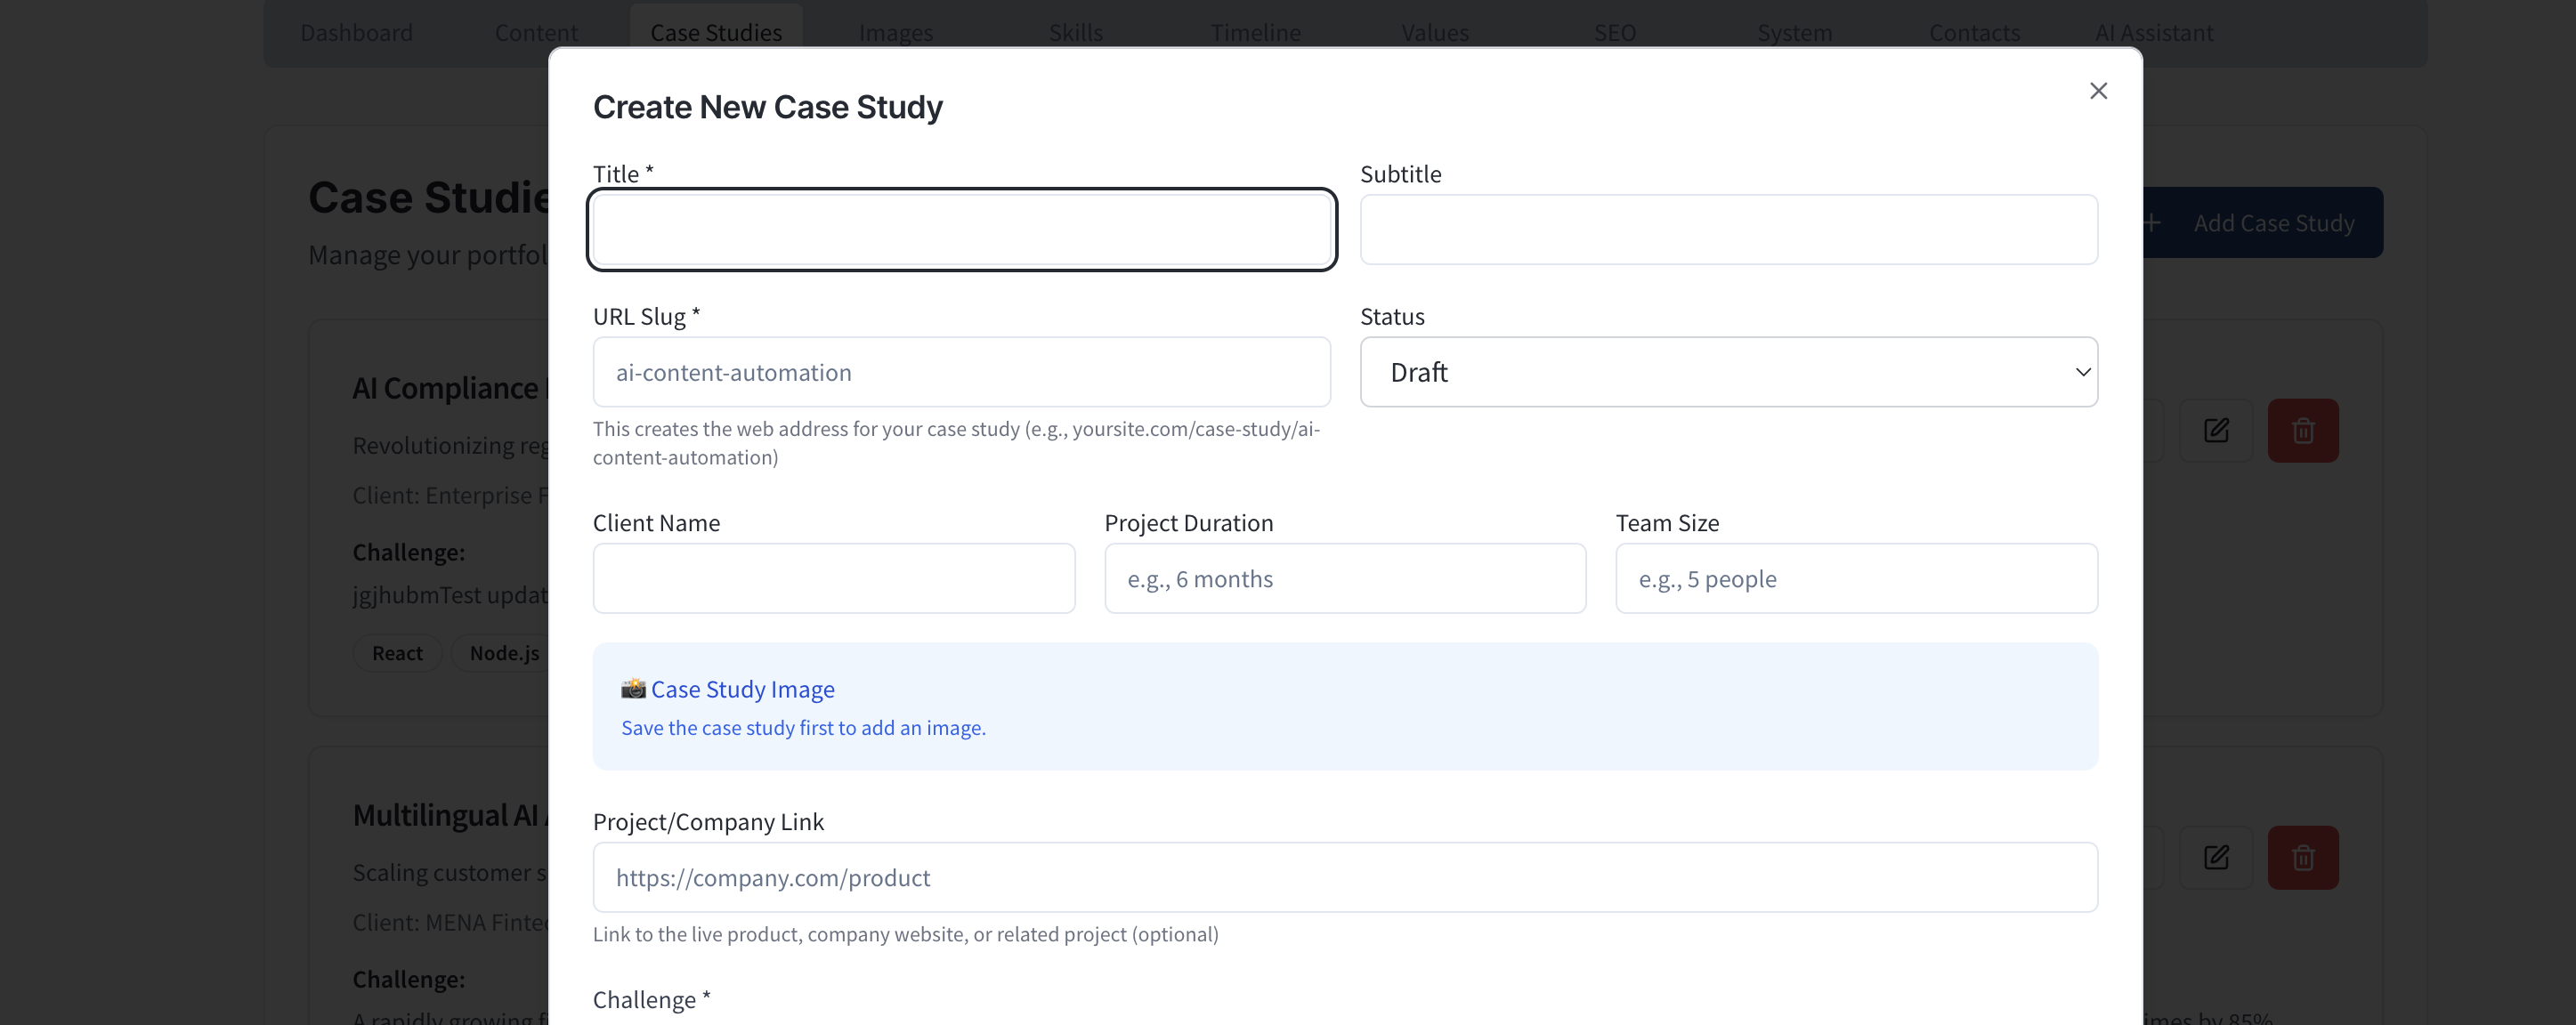 Dashboard Content Case Studies Images Skills Timeline Values SEO System Contacts AI Assistant
Create New Case Study
Case Studie
Manage your portfol
Add Case Study
Title *
Subtitle
URL Slug *
ai-content-automation
This creates the web address for your case study (e.g., yoursite.com/case-study/ai-
content-automation)
Status
Draft
Client Name
Project Duration
e.g., 6 months
Team Size
e.g., 5 people
📸 Case Study Image
Save the case study first to add an image.
Project/Company Link
https://company.com/product
Link to the live product, company website, or related project (optional)
Challenge *
AI Compliance
Revolutionizing reg
Client: Enterprise F
Challenge:
jgjhubmTest updat
React Node.js
Multilingual AI
Scaling customer s
Client: MENA Fintec
Challenge:
A rapidly growing f
imes by 85%